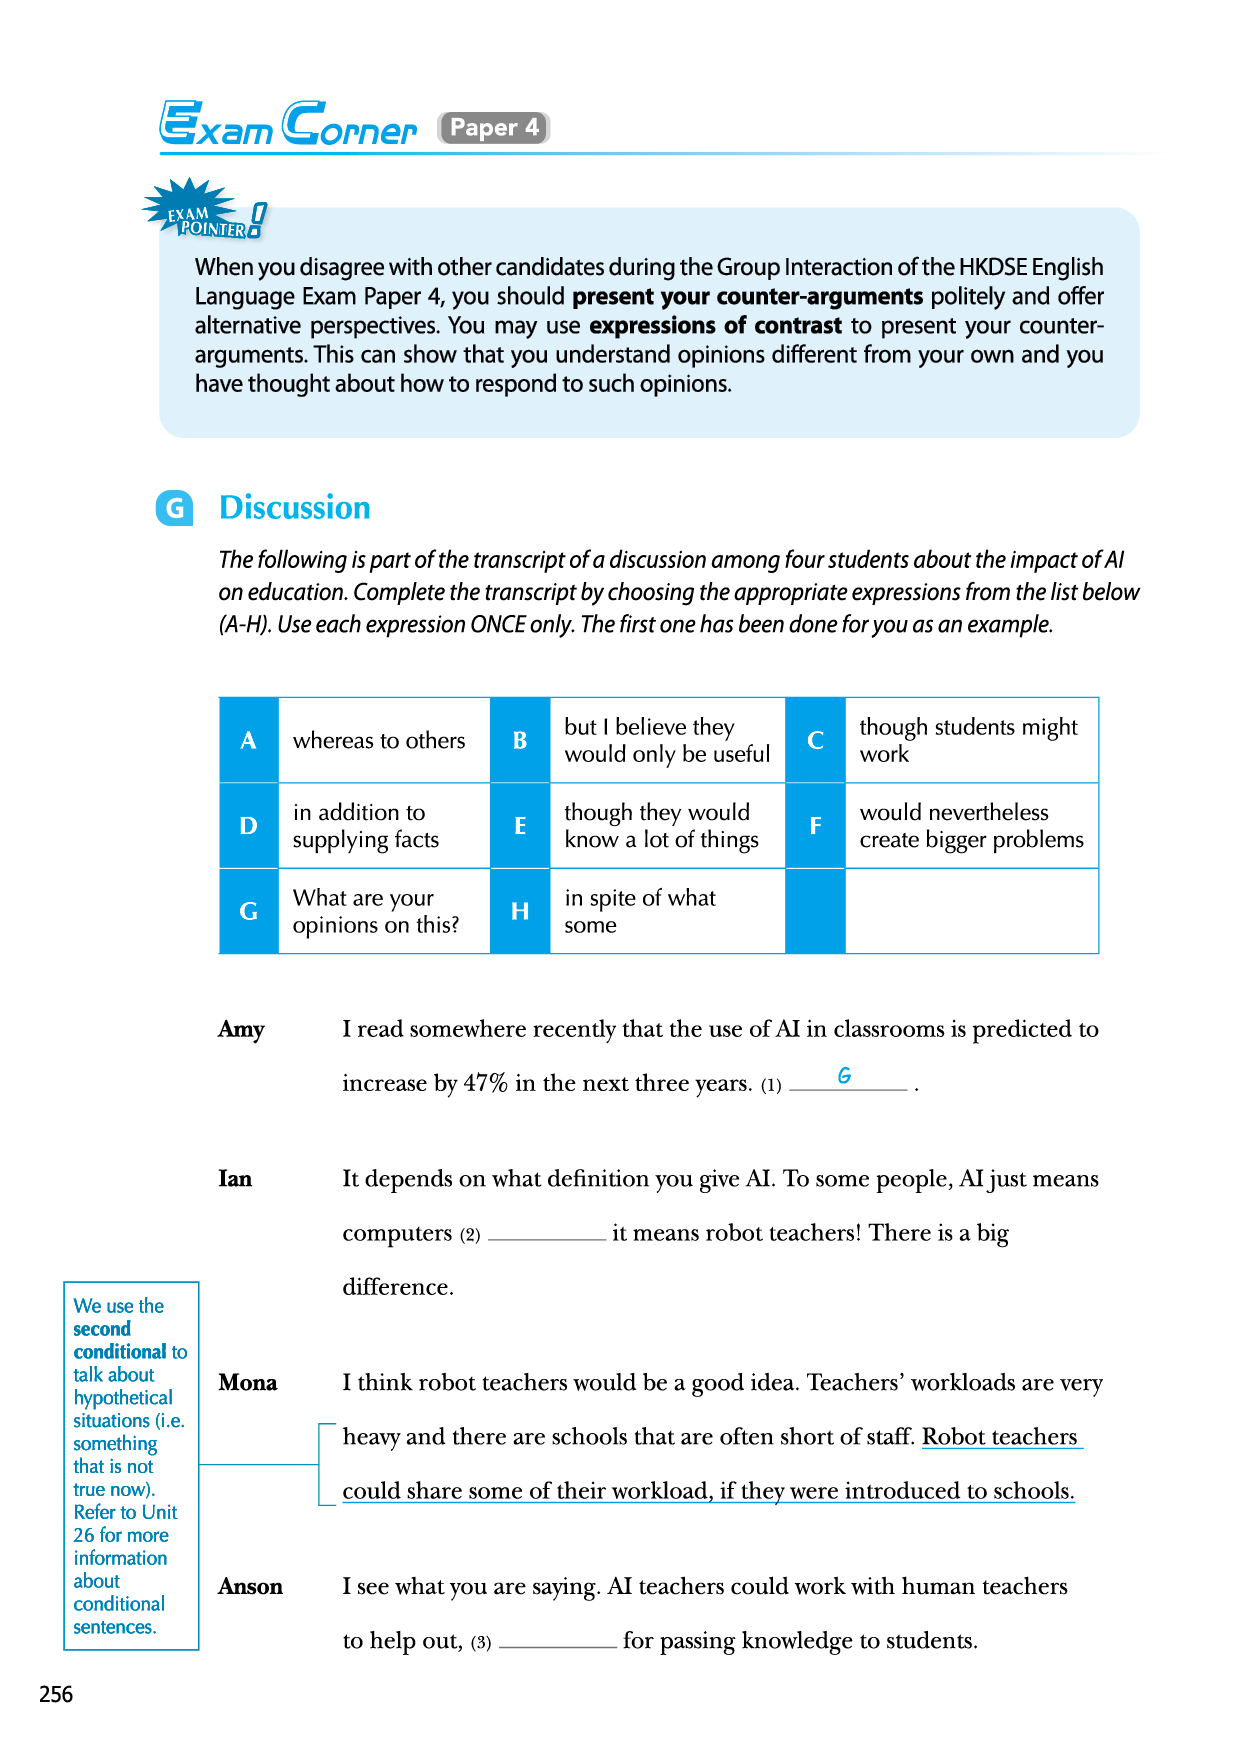 Exam Corner Paper 4
EXAM
POINTER!
When you disagree with other candidates during the Group Interaction of the HKDSE English
Language Exam Paper 4, you should present your counter-arguments politely and offer
alternative perspectives. You may use expressions of contrast to present your counter-
arguments. This can show that you understand opinions different from your own and you
have thought about how to respond to such opinions.
G Discussion
The following is part of the transcript of a discussion among four students about the impact of AI
on education. Complete the transcript by choosing the appropriate expressions from the list below
(A-H). Use each expression ONCE only. The first one has been done for you as an example.
A whereas to others
B but I believe they
would only be useful
C though students might
work
D in addition to
supplying facts
E though they would
know a lot of things
F would nevertheless
create bigger problems
G What are your
opinions on this?
H in spite of what
some
Amy I read somewhere recently that the use of AI in classrooms is predicted to
increase by 47% in the next three years. (1) G .
Ian It depends on what definition you give AI. To some people, AI just means
computers (2) it means robot teachers! There is a big
difference.
We use the
second
conditional to
talk about
hypothetical
situations (i.e.
something
that is not
true now).
Refer to Unit
26 for more
information
about
conditional
sentences.
Mona I think robot teachers would be a good idea. Teachers' workloads are very
heavy and there are schools that are often short of staff. Robot teachers
could share some of their workload, if they were introduced to schools.
Anson I see what you are saying. AI teachers could work with human teachers
to help out, (3) for passing knowledge to students.
256